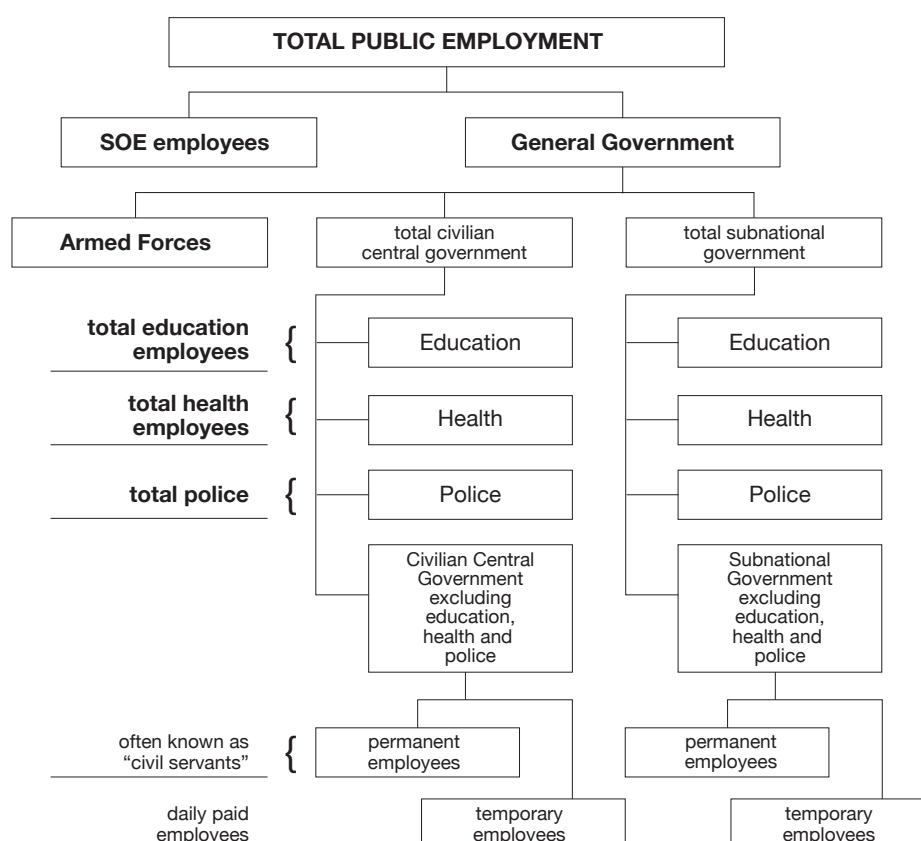 TOTAL PUBLIC EMPLOYMENT
SOE employees
General Government
Armed Forces
total civilian
central government
total subnational
government
total education
employees
{
Education
Education
total health
employees
{
Health
Health
total police
{
Police
Police
Civilian Central
Government
excluding
education,
health and
police
Subnational
Government
excluding
education,
health and
police
often known as
“civil servants”
{
permanent
employees
permanent
employees
daily paid
employees
temporary
employees
temporary
employees